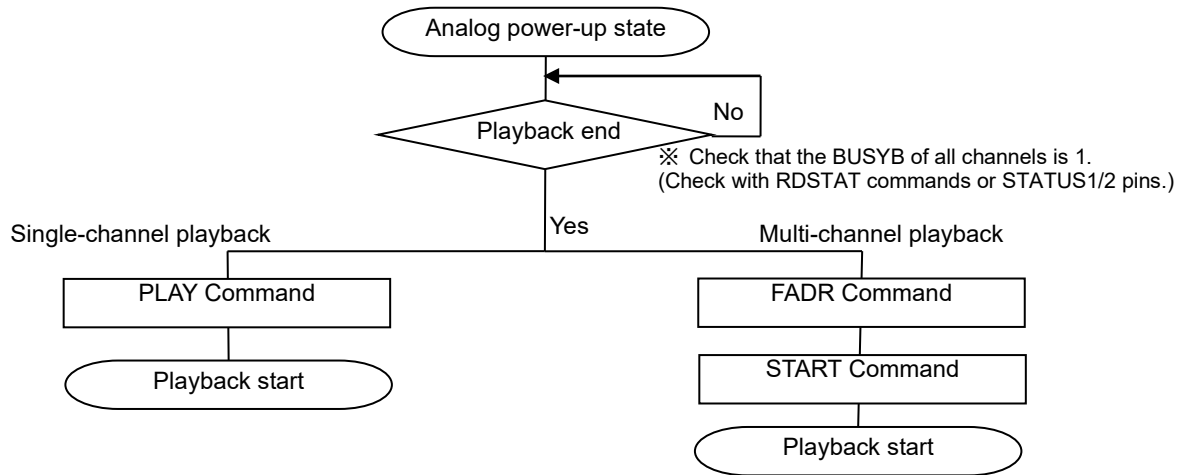 Analog power-up state
No
Playback end
※ Check that the BUSYB of all channels is 1.
(Check with RDSTAT commands or STATUS1/2 pins.)
Yes
Single-channel playback
Multi-channel playback
PLAY Command
FADR Command
START Command
Playback start
Playback start